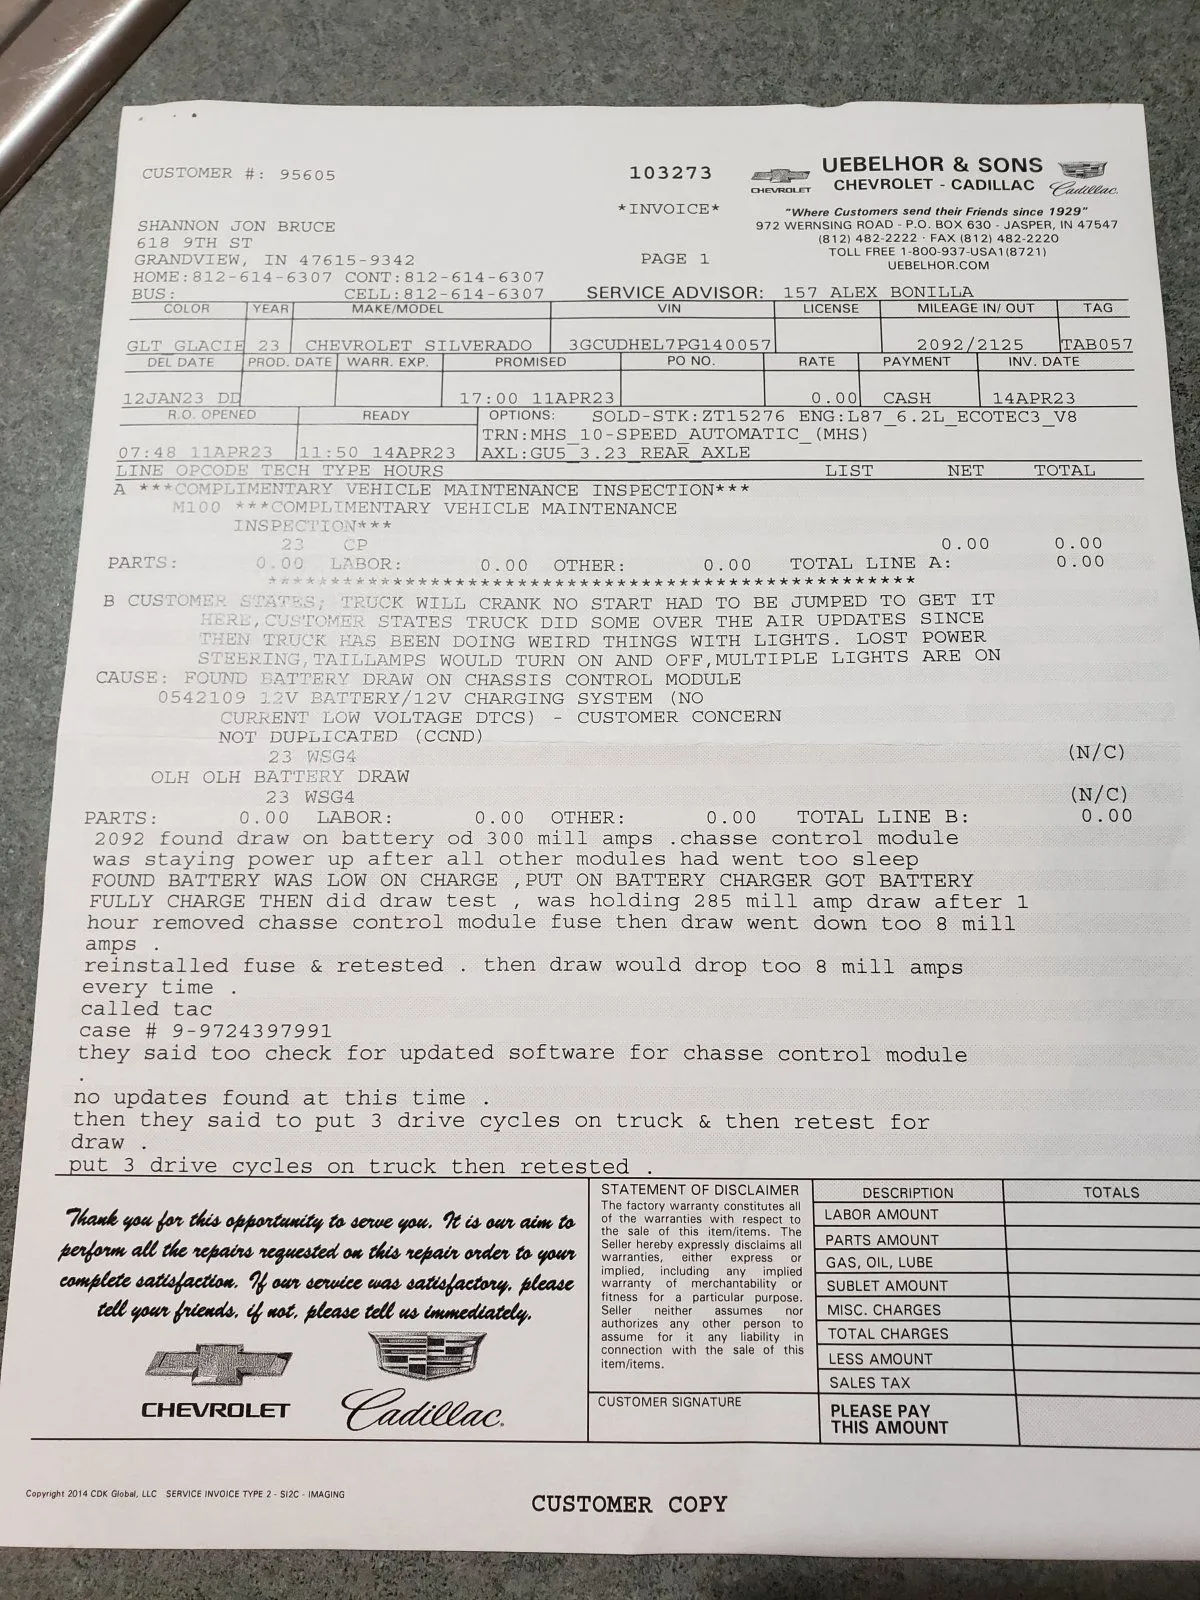 CUSTOMER #: 95605
103273
CHEVROLET
UEBELHOR & SONS
CHEVROLET - CADILLAC
Cadillac
*INVOICE*
"Where Customers send their Friends since 1929"
972 WERNSING ROAD - P.O. BOX 630 - JASPER, IN 47547
(812) 482-2222 · FAX (812) 482-2220
TOLL FREE 1-800-937-USA1(8721)
UEBELHOR.COM
SHANNON JON BRUCE
618 9TH ST
GRANDVIEW, IN 47615-9342
PAGE 1
HOME:812-614-6307 CONT:812-614-6307
BUS: CELL:812-614-6307
SERVICE ADVISOR: 157 ALEX BONILLA
COLOR YEAR MAKE/MODEL VIN LICENSE MILEAGE IN/ OUT TAG
GLT_GLACIE 23 CHEVROLET SILVERADO 3GCUDHEL7PG140057 2092/2125 TAB057
DEL DATE PROD. DATE WARR. EXP. PROMISED PO NO. RATE PAYMENT INV. DATE
12JAN23 DD 17:00 11APR23 0.00 CASH 14APR23
R.O. OPENED READY OPTIONS: SOLD-STK:ZT15276 ENG:L87_6.2L_ECOTEC3_V8
TRN:MHS_10-SPEED_AUTOMATIC_(MHS)
07:48 11APR23 11:50 14APR23 AXL:GU5_3.23_REAR_AXLE
LINE OPCODE TECH TYPE HOURS LIST NET TOTAL
A ***COMPLIMENTARY VEHICLE MAINTENANCE INSPECTION***
M100 ***COMPLIMENTARY VEHICLE MAINTENANCE
INSPECTION***
23 CP 0.00 0.00
PARTS: 0.00 LABOR: 0.00 OTHER: 0.00 TOTAL LINE A: 0.00
****************************************************
B CUSTOMER STATES; TRUCK WILL CRANK NO START HAD TO BE JUMPED TO GET IT
HERE,CUSTOMER STATES TRUCK DID SOME OVER THE AIR UPDATES SINCE
THEN TRUCK HAS BEEN DOING WEIRD THINGS WITH LIGHTS. LOST POWER
STEERING,TAILLAMPS WOULD TURN ON AND OFF,MULTIPLE LIGHTS ARE ON
CAUSE: FOUND BATTERY DRAW ON CHASSIS CONTROL MODULE
0542109 12V BATTERY/12V CHARGING SYSTEM (NO
CURRENT LOW VOLTAGE DTCS) - CUSTOMER CONCERN
NOT DUPLICATED (CCND)
23 WSG4 (N/C)
OLH OLH BATTERY DRAW
23 WSG4 (N/C)
PARTS: 0.00 LABOR: 0.00 OTHER: 0.00 TOTAL LINE B: 0.00
2092 found draw on battery od 300 mill amps .chasse control module
was staying power up after all other modules had went too sleep
FOUND BATTERY WAS LOW ON CHARGE ,PUT ON BATTERY CHARGER GOT BATTERY
FULLY CHARGE THEN did draw test , was holding 285 mill amp draw after 1
hour removed chasse control module fuse then draw went down too 8 mill
amps .
reinstalled fuse & retested . then draw would drop too 8 mill amps
every time .
called tac
case # 9-9724397991
they said too check for updated software for chasse control module
.
no updates found at this time .
then they said to put 3 drive cycles on truck & then retest for
draw .
put 3 drive cycles on truck then retested .
Thank you for this opportunity to serve you. It is our aim to
perform all the repairs requested on this repair order to your
complete satisfaction. If our service was satisfactory, please
tell your friends, if not, please tell us immediately.
CHEVROLET
Cadillac.
STATEMENT OF DISCLAIMER
The factory warranty constitutes all
of the warranties with respect to
the sale of this item/items. The
Seller hereby expressly disclaims all
warranties, either express or
implied, including any implied
warranty of merchantability or
fitness for a particular purpose.
Seller neither assumes nor
authorizes any other person to
assume for it any liability in
connection with the sale of this
item/items.
CUSTOMER SIGNATURE
DESCRIPTION TOTALS
LABOR AMOUNT
PARTS AMOUNT
GAS, OIL, LUBE
SUBLET AMOUNT
MISC. CHARGES
TOTAL CHARGES
LESS AMOUNT
SALES TAX
PLEASE PAY
THIS AMOUNT
Copyright 2014 CDK Global, LLC SERVICE INVOICE TYPE 2 - SI2C - IMAGING
CUSTOMER COPY